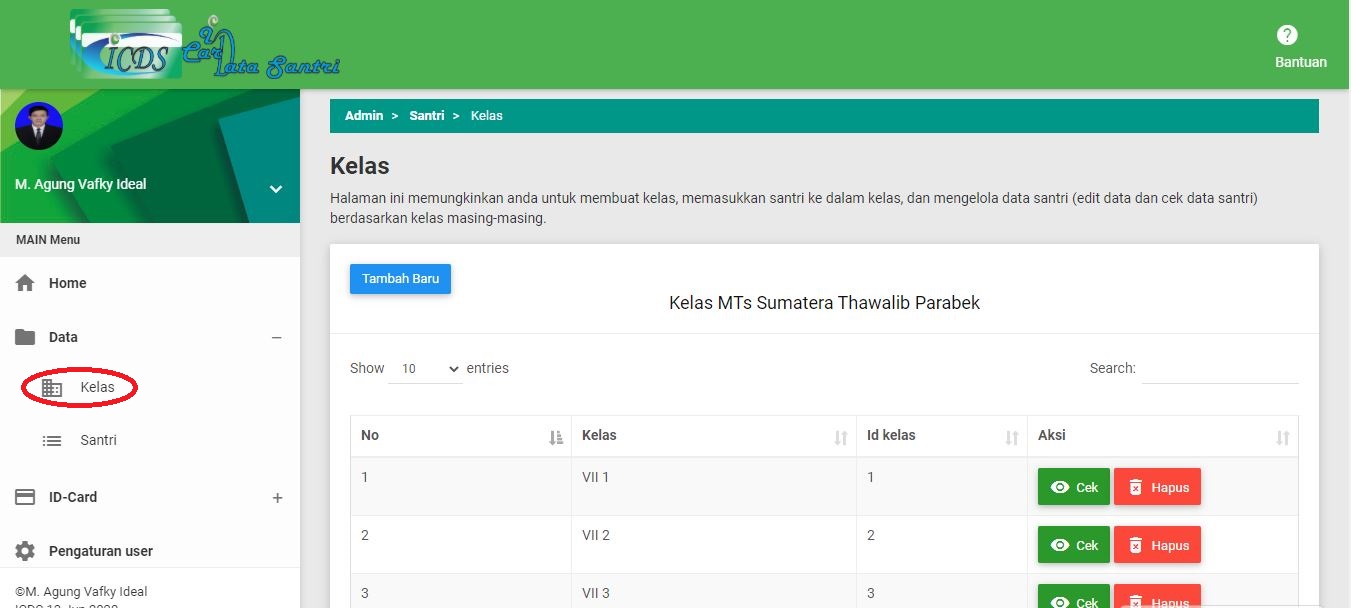 iCDS
Card Data Santri
Bantuan
Admin > Santri > Kelas
M. Agung Vafky Ideal
Kelas
Halaman ini memungkinkan anda untuk membuat kelas, memasukkan santri ke dalam kelas, dan mengelola data santri (edit data dan cek data santri)
berdasarkan kelas masing-masing.
MAIN Menu
Home
Data
Kelas
Santri
ID-Card
Pengaturan user
©M. Agung Vafky Ideal
Tambah Baru
Kelas MTs Sumatera Thawalib Parabek
Show 10 entries Search:
No Kelas Id kelas Aksi
1 VII 1 1 Cek Hapus
2 VII 2 2 Cek Hapus
3 VII 3 3 Cek Hapus